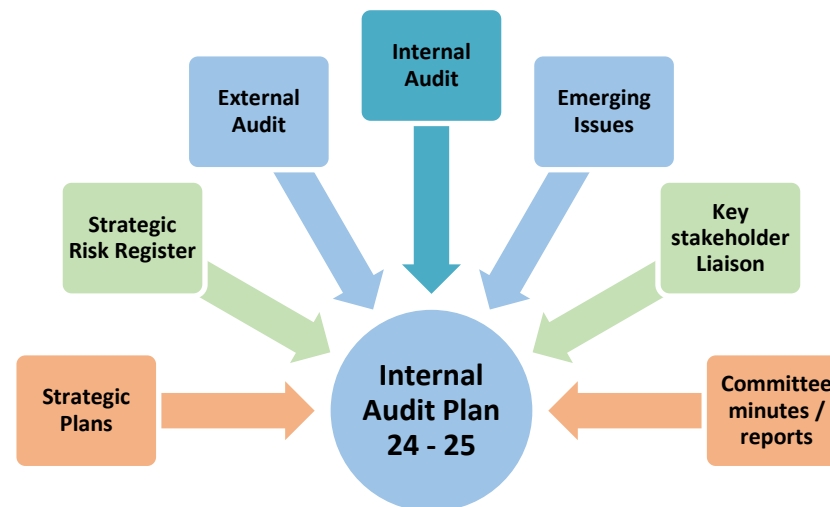 Internal
Audit
External
Audit
Emerging
Issues
Strategic
Risk Register
Key
stakeholder
Liaison
Strategic
Plans
Internal
Audit Plan
24 - 25
Committee
minutes /
reports